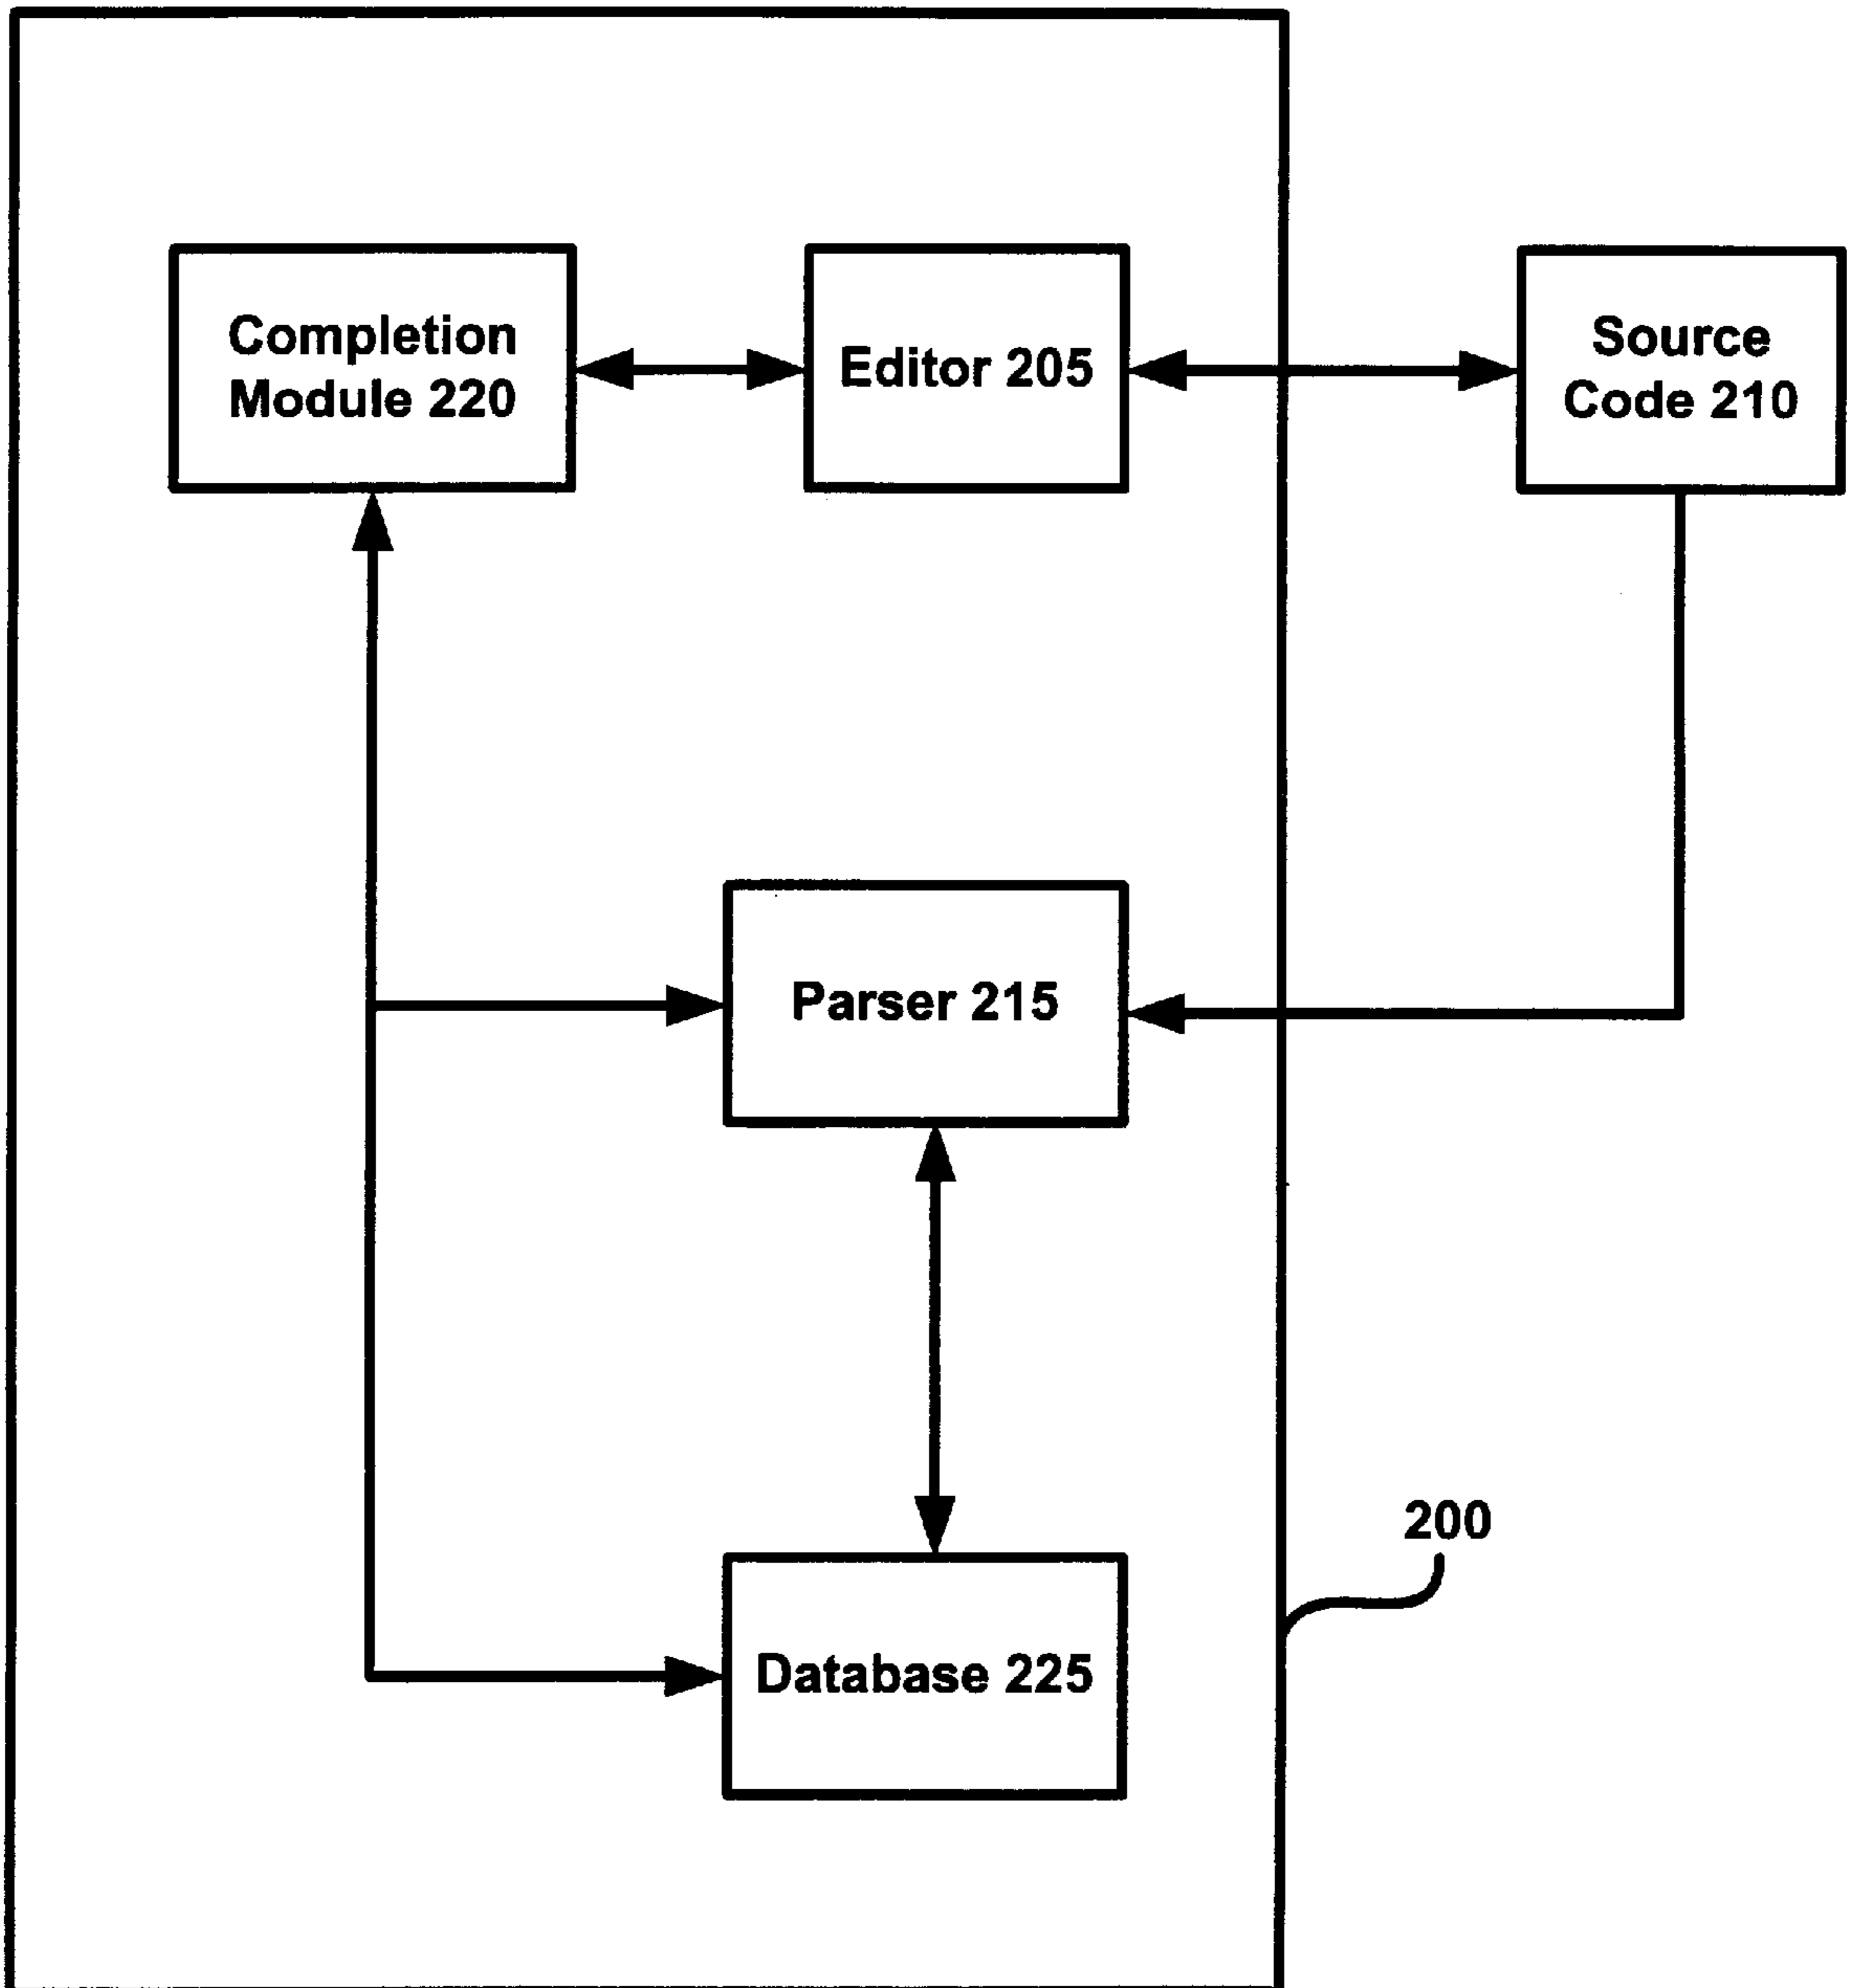 Completion
Module 220
Editor 205
Source
Code 210
Parser 215
200
Database 225